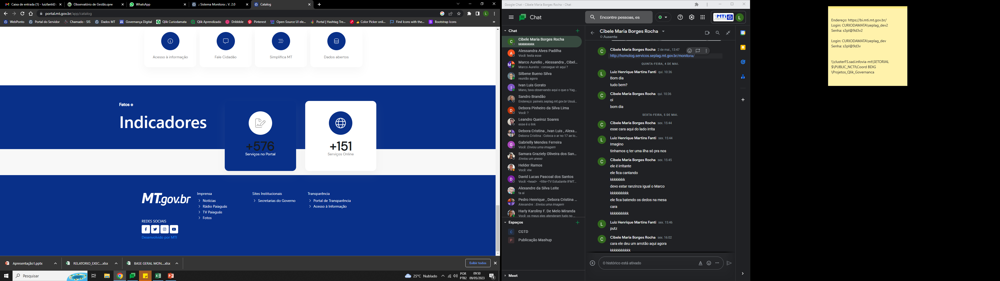 Caixa de entrada (1) - luizfanti@
Observatório de Gestão.qvw
WhatsApp
.: Sistema Monitora :. V. 2.0
Catalog
portal.mt.gov.br/app/catalog
WebPonto
Portal do Servidor
Chamado - SIS
Dados MT
Governança Digital
Qlik Curiodamata
Qlik Aprendizado
Dribbble
Pinterest
Open-Source UI ele...
Portal | Hashtag Tre...
Color Picker onli...
Find Icons with the...
Bootstrap Icons
Acesso à informação
Fale Cidadão
Simplifica MT
Dados abertos
Fatos e
Indicadores
+576
Serviços no Portal
+151
Serviços Online
MT.gov.br
Imprensa
Notícias
Rádio Paiaguás
TV Paiaguás
Fotos
Sites Institucionais
Secretarias do Governo
Transparência
Portal de Transparência
Acesso à Informação
REDES SOCIAIS
Desenvolvido por MTI
Apresentação1.pptx
RELATORIO_EXEC....xlsx
BASE GERAL MON....xlsx
Exibir todos
Pesquisar
25°C Nublado
POR
PTB2
09:50
09/05/2023
4
Google Chat - Cibele Maria Borges Rocha - Chat
Chat
Encontre pessoas, es
MTi
L
Chat
Cibele Maria Borges Rocha
kkkkkkkkkk
Alessandra Alves Padilha
Você: testa esse
Marco Aurelio , Alessandra , Cibel...
Marco Aurelio : consegue vir aqui ?
Silbene Bueno Silva
reunião agora
Ivan Luis Gorato
Mano, tava observando aqui o que o Yag...
Sandro Brandão
Endereço: paineis.seplag.mt.gov.br Usuá...
Debora Pinheiro da Silva Lima
Você: ?
Leandro Queiroz Soares
esse é o link
Debora Cristina , Ivan Luis , Alexa...
Debora Cristina : Coloca o ar no 17 ae lo...
Gabrielly Mendes Ferreira
Você: Enviou uma imagem
Samara Graziely Oliveira dos San...
Enviou um anexo
Helder Ramos
Você: vlw
David Lucas Pascoal dos Santos
Você: <head> <title>TV Estudante IFMT...
Alexandre da Silva Leite
ta ai
Pedro Henrique , Debora Cristina ...
Alexandre : Enviou uma imagem
Harly Karoliny F. De Melo Miranda
Você: os meus eles atenderam tudo no ...
Espaços
C CGTD
P Publicação Mashup
Meet
Cibele Maria Borges Rocha
Ausente
Cibele Maria Borges Rocha 2 de mai., 13:47
http://homolog.servicos.seplag.mt.gov.br/monitora/
QUINTA-FEIRA, 4 DE MAI.
Luiz Henrique Martins Fanti qui. 10:36
Bom dia
tudo bem?
Cibele Maria Borges Rocha qui. 10:36
oi
bom dia
SEXTA-FEIRA, 5 DE MAI.
Cibele Maria Borges Rocha sex. 15:44
esse cara aqui do lado irrita
Luiz Henrique Martins Fanti sex. 15:44
Imagino
tinhamos q ter uma ilha só pra nos
Cibele Maria Borges Rocha sex. 15:45
ele é irritante
ele fica cantando
kkkkkkkk
devo estar ranzinza igual o Marco
kkkkkkkkkk
ele fica batendo os dedos na mesa
cara
kkkkkkkkkk
Luiz Henrique Martins Fanti sex. 15:46
putz
Cibele Maria Borges Rocha sex. 16:02
cara ele deu um arrotão aqui agora
kkkkkkkkkkk
O histórico está ativado
Endereço: https://bi.mti.mt.gov.br/
Login: CURIODAMATA\seplag_dev2
Senha: s3pl@9d3v2
Login: CURIODAMATA\seplag_dev
Senha: s3pl@9d3v
\\clusterFS.sad.infovia-mt\SETORIAL
$\PUBLIC_NCTI\Coord BDIG
\Projetos_Qlik_Governanca